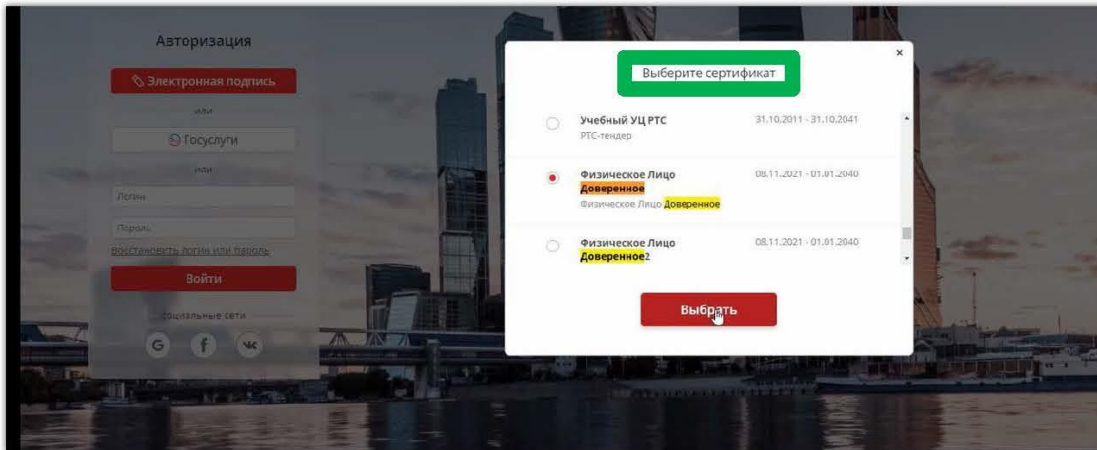 Авторизация
Электронная подпись
или
Госуслуги
или
Логин
Пароль
Восстановить логин или пароль
Войти
социальные сети
G f
Выберите сертификат
×
Учебный УЦ РТС 31.10.2011 - 31.10.2041
РТС-тендер
Физическое Лицо 08.11.2021 - 01.01.2040
Доверенное
Физическое Лицо Доверенное
Физическое Лицо 08.11.2021 - 01.01.2040
Доверенное2
Выбрать